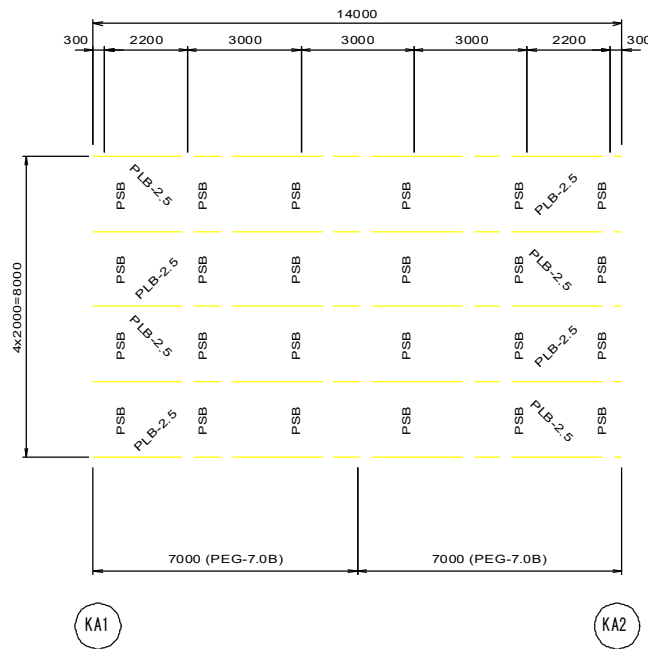 14000
300 2200 3000 3000 3000 2200 300
4x2000=8000
PSB PLB-2.5 PSB PSB PSB PSB PLB-2.5 PSB
PSB PLB-2.5 PSB PSB PSB PSB PLB-2.5 PSB
PSB PLB-2.5 PSB PSB PSB PSB PLB-2.5 PSB
PSB PLB-2.5 PSB PSB PSB PSB PLB-2.5 PSB
7000 (PEG-7.0B) 7000 (PEG-7.0B)
KA1 KA2